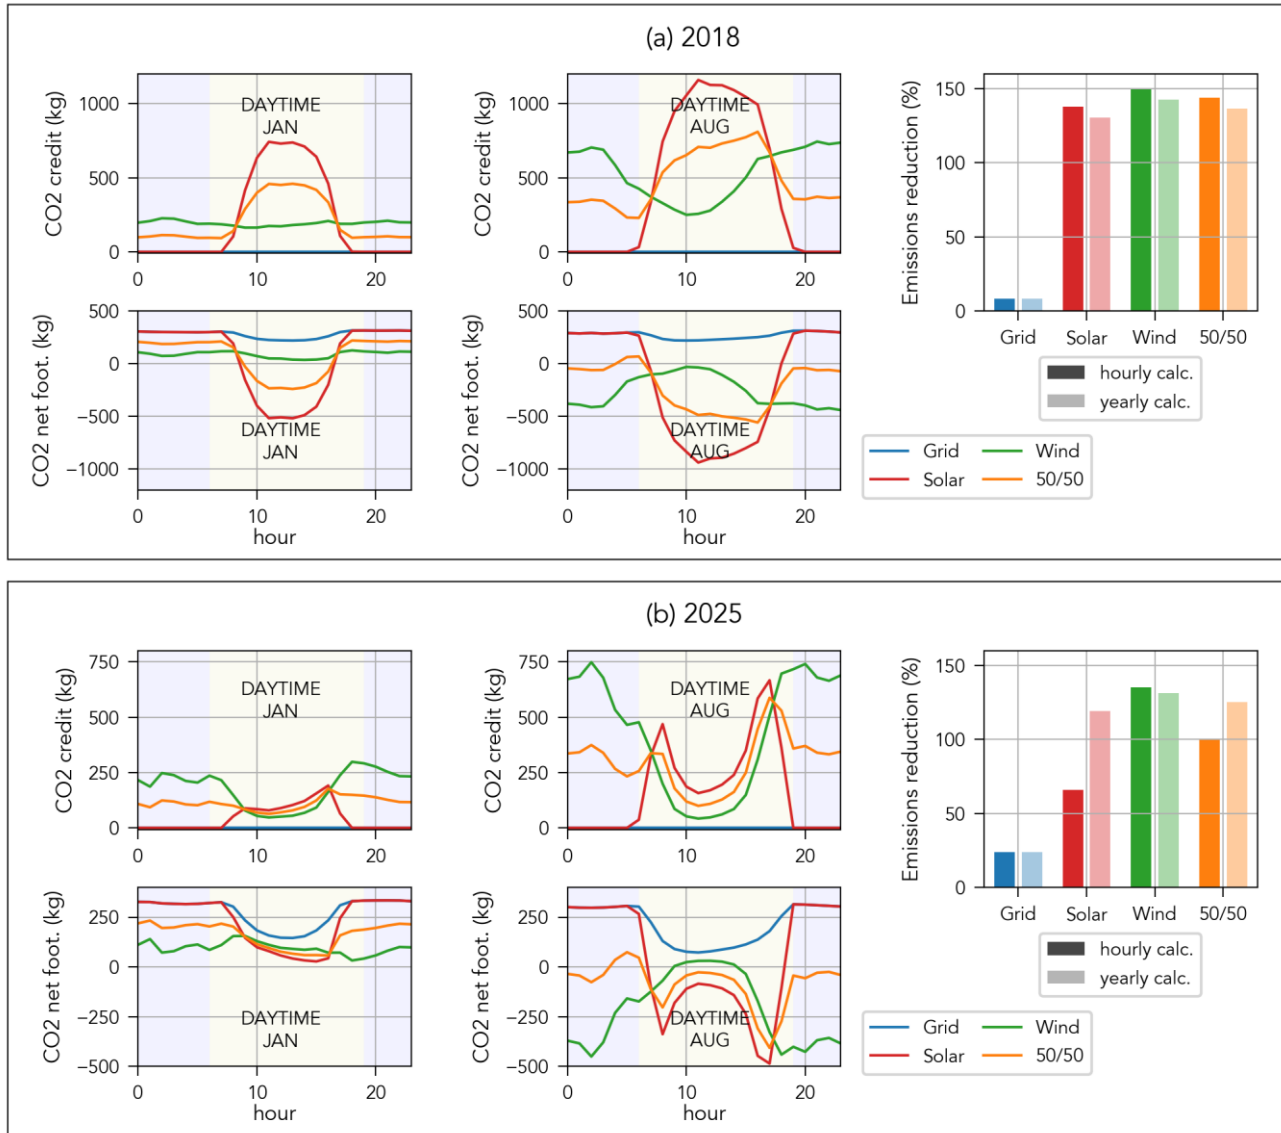 (a) 2018
CO2 credit (kg)
1000
500
0
0
10
20
DAYTIME
JAN
CO2 credit (kg)
1000
500
0
0
10
20
DAYTIME
AUG
Emissions reduction (%)
150
100
50
0
Grid
Solar
Wind
50/50
hourly calc.
yearly calc.
CO2 net foot. (kg)
500
0
−500
−1000
0
10
20
hour
DAYTIME
JAN
CO2 net foot. (kg)
500
0
−500
−1000
0
10
20
hour
DAYTIME
AUG
Grid
Wind
Solar
50/50
(b) 2025
CO2 credit (kg)
750
500
250
0
0
10
20
DAYTIME
JAN
CO2 credit (kg)
750
500
250
0
0
10
20
DAYTIME
AUG
Emissions reduction (%)
150
100
50
0
Grid
Solar
Wind
50/50
hourly calc.
yearly calc.
CO2 net foot. (kg)
250
0
−250
−500
0
10
20
hour
DAYTIME
JAN
CO2 net foot. (kg)
250
0
−250
−500
0
10
20
hour
DAYTIME
AUG
Grid
Wind
Solar
50/50